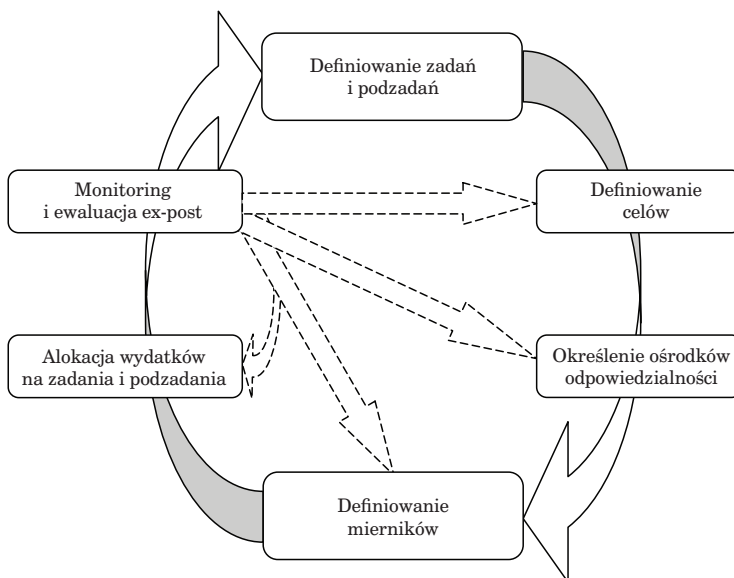 Definiowanie zadań
i podzadań
Monitoring
i ewaluacja ex-post
Definiowanie
celów
Alokacja wydatków
na zadania i podzadania
Określenie ośrodków
odpowiedzialności
Definiowanie
mierników